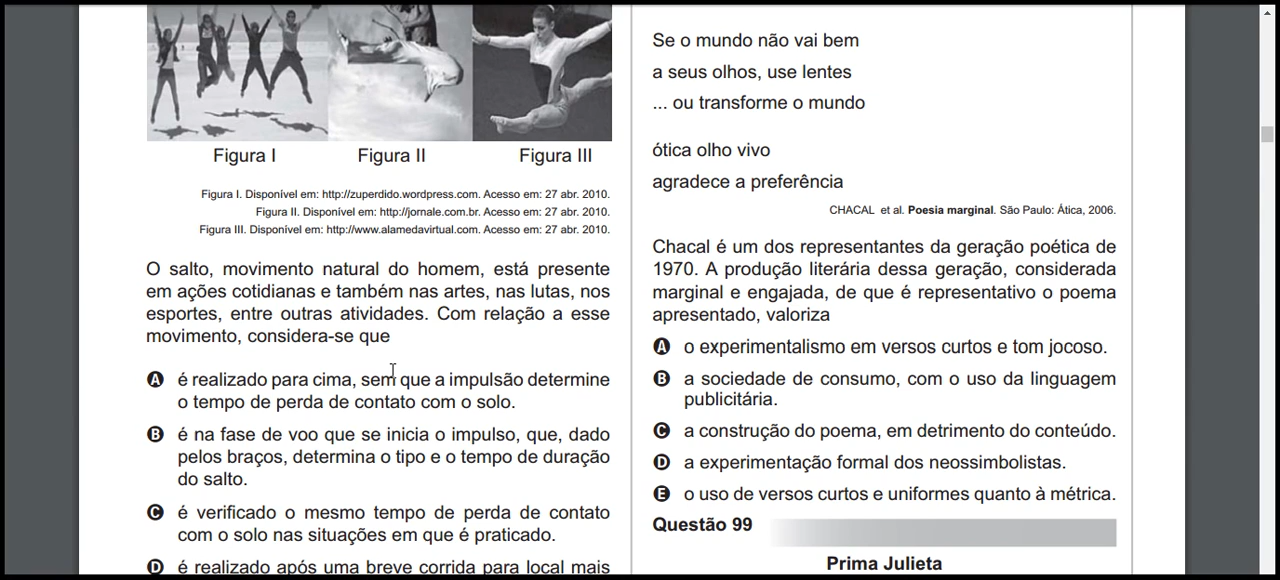 Figura I
Figura II
Figura III
Figura I. Disponível em: http://zuperdido.wordpress.com. Acesso em: 27 abr. 2010.
Figura II. Disponível em: http://jornale.com.br. Acesso em: 27 abr. 2010.
Figura III. Disponível em: http://www.alamedavirtual.com. Acesso em: 27 abr. 2010.
O salto, movimento natural do homem, está presente
em ações cotidianas e também nas artes, nas lutas, nos
esportes, entre outras atividades. Com relação a esse
movimento, considera-se que
A é realizado para cima, sem que a impulsão determine
o tempo de perda de contato com o solo.
B é na fase de voo que se inicia o impulso, que, dado
pelos braços, determina o tipo e o tempo de duração
do salto.
C é verificado o mesmo tempo de perda de contato
com o solo nas situações em que é praticado.
D é realizado após uma breve corrida para local mais
Se o mundo não vai bem
a seus olhos, use lentes
... ou transforme o mundo
ótica olho vivo
agradece a preferência
CHACAL et al. Poesia marginal. São Paulo: Ática, 2006.
Chacal é um dos representantes da geração poética de
1970. A produção literária dessa geração, considerada
marginal e engajada, de que é representativo o poema
apresentado, valoriza
A o experimentalismo em versos curtos e tom jocoso.
B a sociedade de consumo, com o uso da linguagem
publicitária.
C a construção do poema, em detrimento do conteúdo.
D a experimentação formal dos neossimbolistas.
E o uso de versos curtos e uniformes quanto à métrica.
Questão 99
Prima Julieta